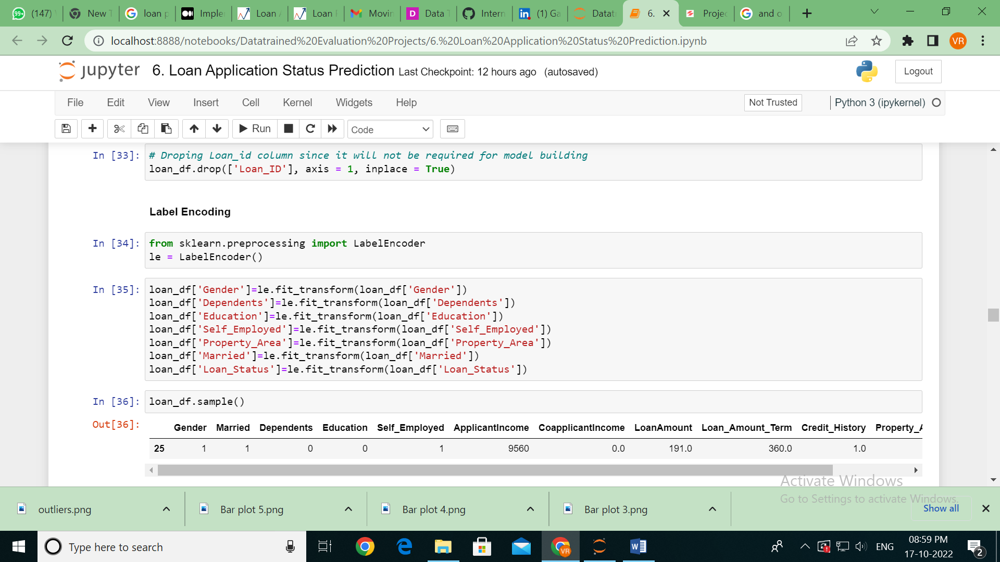 (147)
New T
loan p
Imple
Loan A
Loan
Movin
Data T
Intern
(1) Ga
Datat
6.
Projec
and o
localhost:8888/notebooks/Datatrained%20Evaluation%20Projects/6.%20Loan%20Application%20Status%20Prediction.ipynb
VR
jupyter 6. Loan Application Status Prediction Last Checkpoint: 12 hours ago (autosaved)
Logout
File Edit View Insert Cell Kernel Widgets Help
Not Trusted
Python 3 (ipykernel)
Run
Code
In [33]: # Droping Loan_id column since it will not be required for model building
loan_df.drop(['Loan_ID'], axis = 1, inplace = True)
Label Encoding
In [34]: from sklearn.preprocessing import LabelEncoder
le = LabelEncoder()
In [35]: loan_df['Gender']=le.fit_transform(loan_df['Gender'])
loan_df['Dependents']=le.fit_transform(loan_df['Dependents'])
loan_df['Education']=le.fit_transform(loan_df['Education'])
loan_df['Self_Employed']=le.fit_transform(loan_df['Self_Employed'])
loan_df['Property_Area']=le.fit_transform(loan_df['Property_Area'])
loan_df['Married']=le.fit_transform(loan_df['Married'])
loan_df['Loan_Status']=le.fit_transform(loan_df['Loan_Status'])
In [36]: loan_df.sample()
Out[36]:
Gender Married Dependents Education Self_Employed ApplicantIncome CoapplicantIncome LoanAmount Loan_Amount_Term Credit_History Property_A
25 1 1 0 0 1 9560 0.0 191.0 360.0 1.0
Activate Windows
Go to Settings to activate Windows.
outliers.png
Bar plot 5.png
Bar plot 4.png
Bar plot 3.png
Show all
Type here to search
ENG
08:59 PM
17-10-2022
2